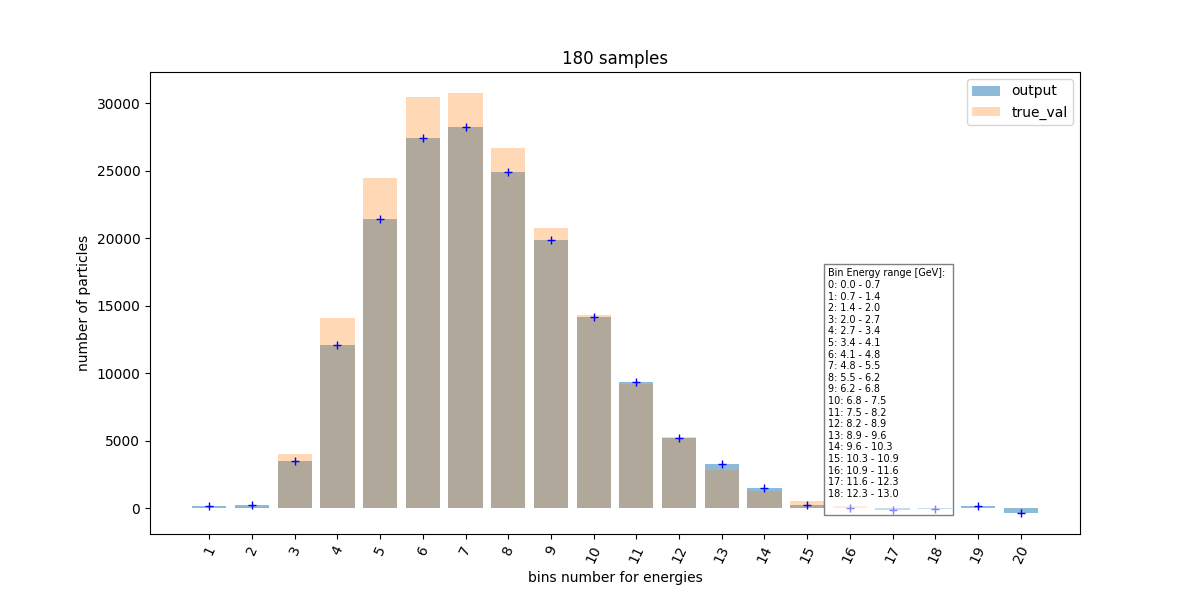 180 samples
output
true_val
30000
25000
20000
15000
10000
5000
0
number of particles
Bin Energy range [GeV]:
0: 0.0 - 0.7
1: 0.7 - 1.4
2: 1.4 - 2.0
3: 2.0 - 2.7
4: 2.7 - 3.4
5: 3.4 - 4.1
6: 4.1 - 4.8
7: 4.8 - 5.5
8: 5.5 - 6.2
9: 6.2 - 6.8
10: 6.8 - 7.5
11: 7.5 - 8.2
12: 8.2 - 8.9
13: 8.9 - 9.6
14: 9.6 - 10.3
15: 10.3 - 10.9
16: 10.9 - 11.6
17: 11.6 - 12.3
18: 12.3 - 13.0
1 2 3 4 5 6 7 8 9 10 11 12 13 14 15 16 17 18 19 20
bins number for energies